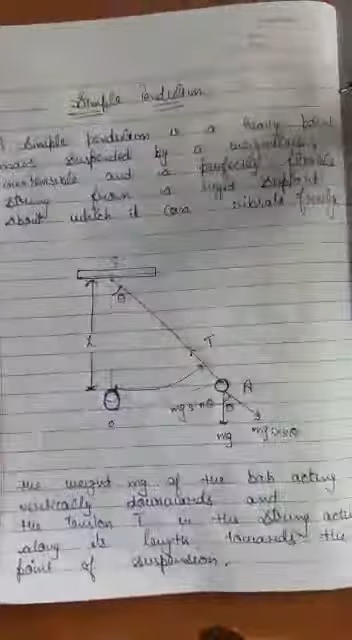 Simple Pendulum
A simple pendulum is a heavy point
mass suspended by a weightless,
inextensible and a perfectly flexible
string from a rigid support
about which it can vibrate freely
S
θ
l
T
A
mg sinθ
θ
mg
mg cosθ
O
The weight mg of the bob acting
vertically downwards and
the tension T in the string acts
along its length towards the
point of suspension.